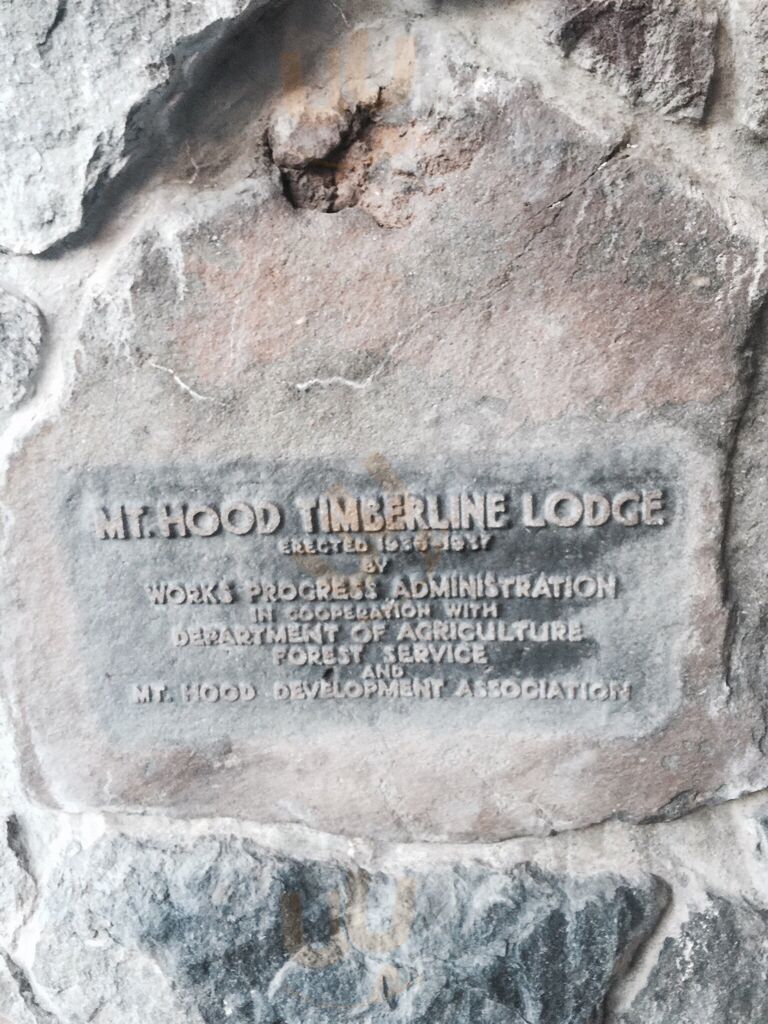 MT. HOOD TIMBERLINE LODGE
ERECTED 1936-1937
BY
WORKS PROGRESS ADMINISTRATION
IN COOPERATION WITH
DEPARTMENT OF AGRICULTURE
FOREST SERVICE
AND
MT. HOOD DEVELOPMENT ASSOCIATION